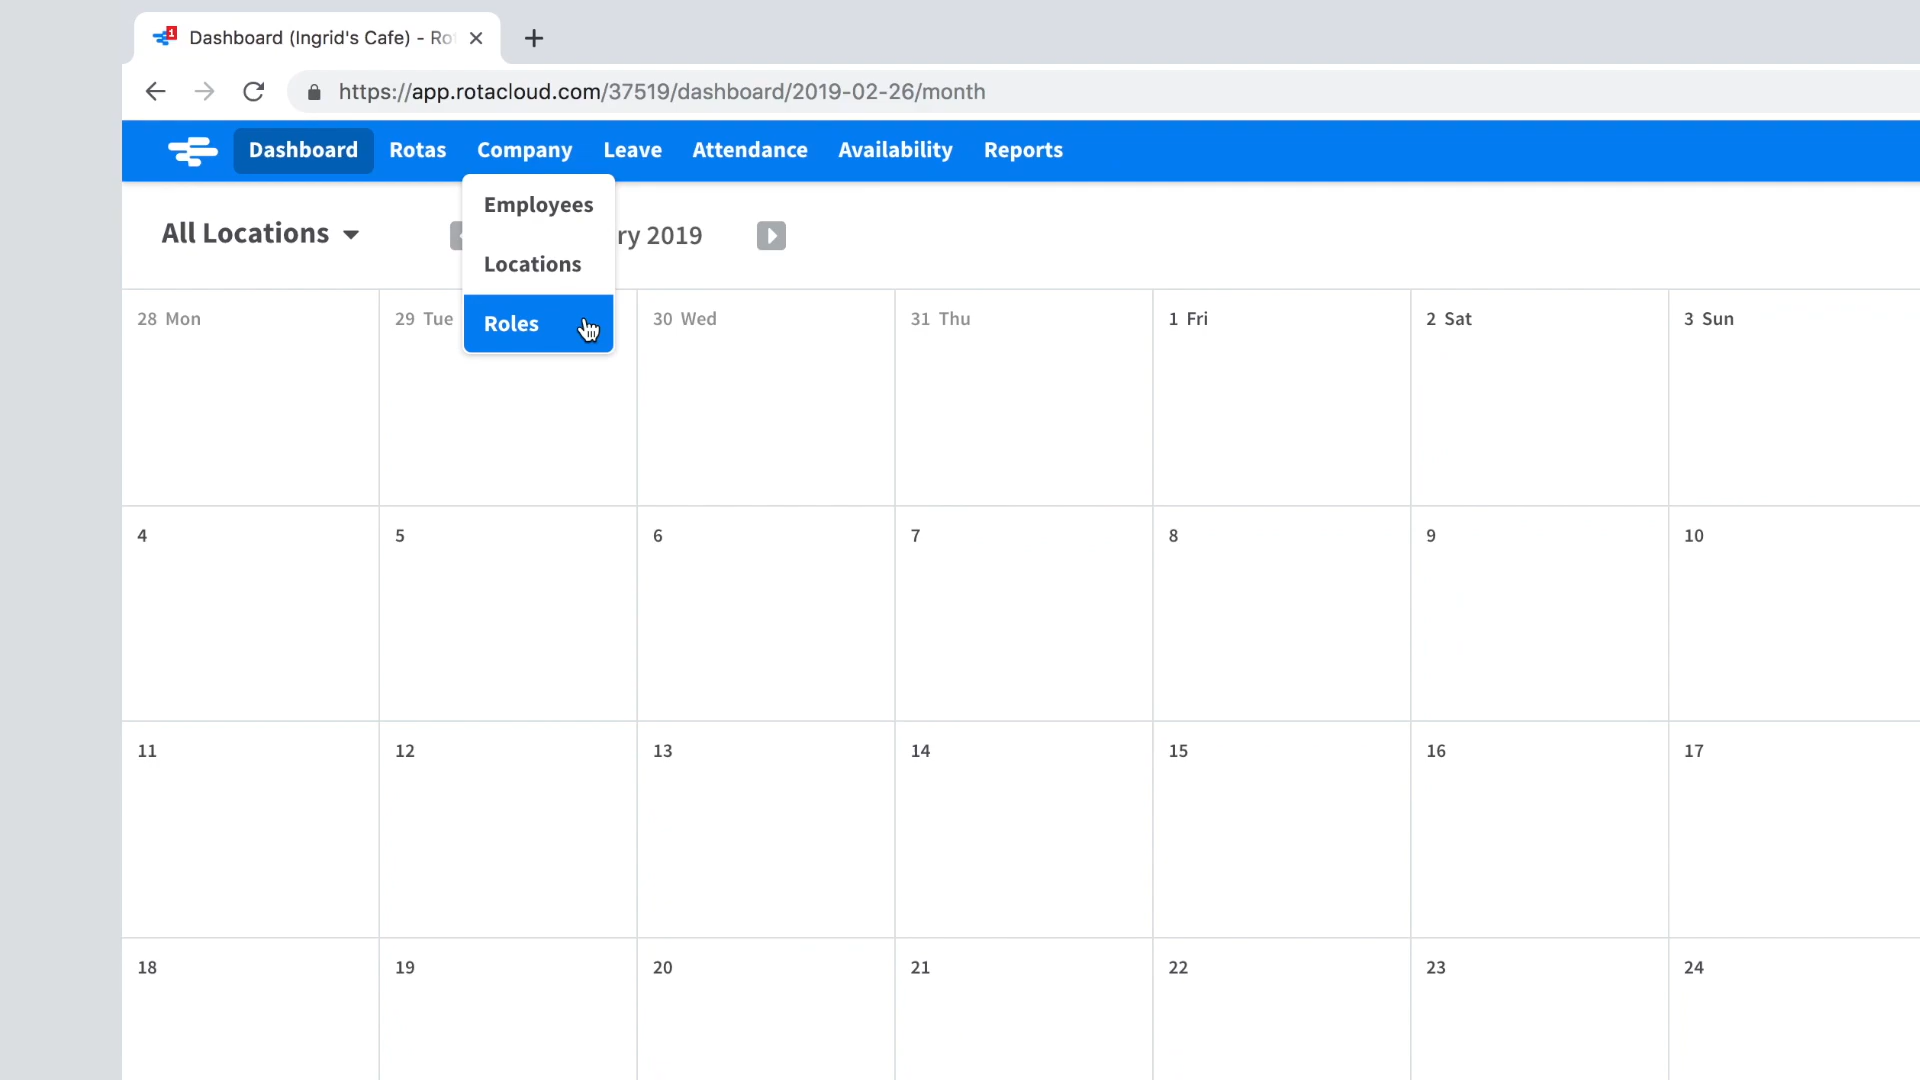 1
Dashboard (Ingrid's Cafe) - Ro
https://app.rotacloud.com/37519/dashboard/2019-02-26/month
Dashboard Rotas Company Leave Attendance Availability Reports
Employees
Locations
Roles
All Locations
ry 2019
28 Mon 29 Tue 30 Wed 31 Thu 1 Fri 2 Sat 3 Sun
4 5 6 7 8 9 10
11 12 13 14 15 16 17
18 19 20 21 22 23 24